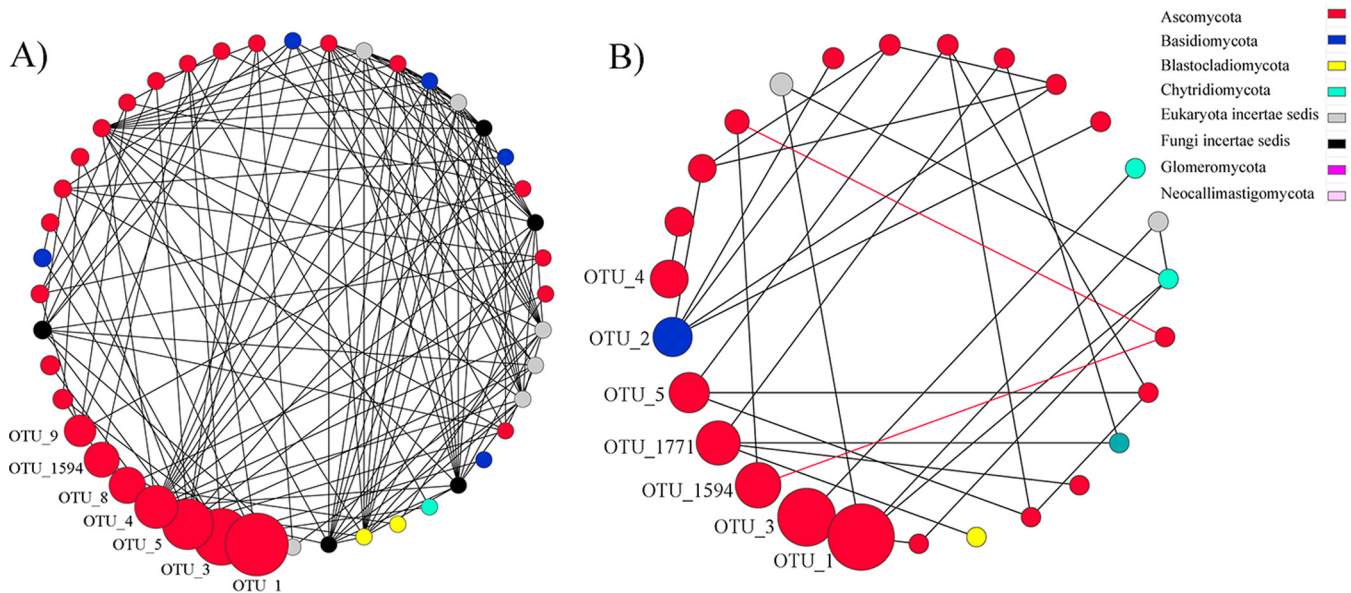 A)
OTU_9
OTU_1594
OTU_8
OTU_4
OTU_5
OTU_3
OTU_1
B)
OTU_4
OTU_2
OTU_5
OTU_1771
OTU_1594
OTU_3
OTU_1
Ascomycota
Basidiomycota
Blastocladiomycota
Chytridiomycota
Eukaryota incertae sedis
Fungi incertae sedis
Glomeromycota
Neocallimastigomycota